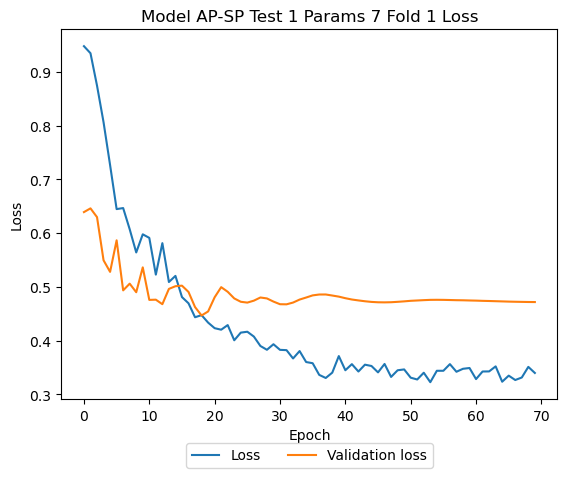 Model AP-SP Test 1 Params 7 Fold 1 Loss
Loss
0.9
0.8
0.7
0.6
0.5
0.4
0.3
0 10 20 30 40 50 60 70
Epoch
Loss Validation loss